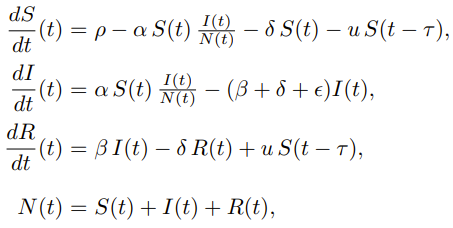 dS/dt (t) = ρ − α S(t) I(t)/N(t) − δ S(t) − u S(t − τ),
dI/dt (t) = α S(t) I(t)/N(t) − (β + δ + ϵ)I(t),
dR/dt (t) = β I(t) − δ R(t) + u S(t − τ),
N(t) = S(t) + I(t) + R(t),